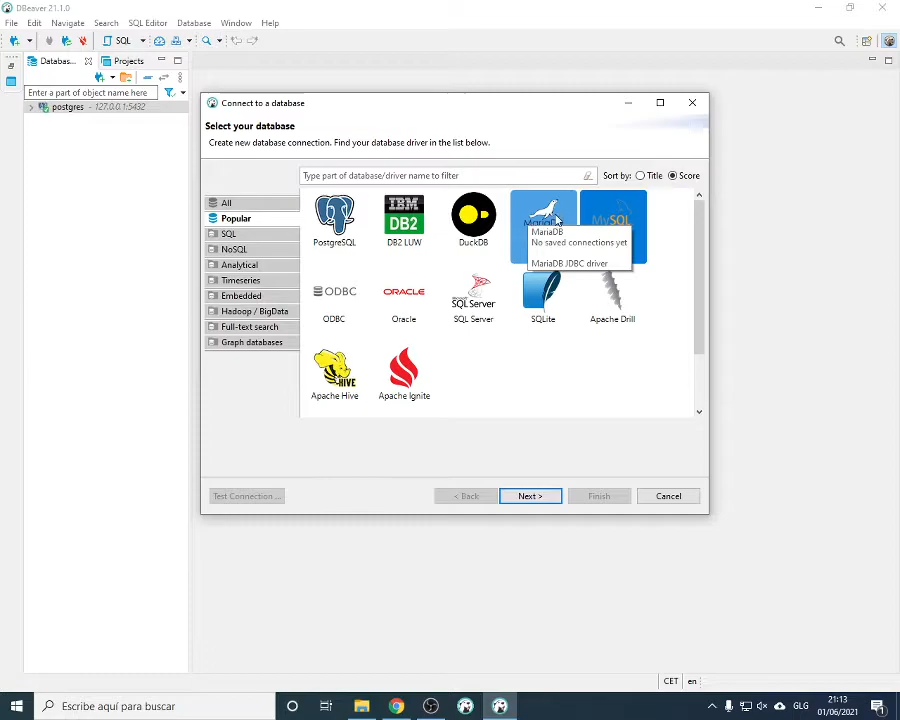 DBeaver 21.1.0
File Edit Navigate Search SQL Editor Database Window Help
SQL
Databas... Projects
Enter a part of object name here
postgres - 127.0.0.1:5432
Connect to a database
Select your database
Create new database connection. Find your database driver in the list below.
Type part of database/driver name to filter
Sort by: Title Score
All
Popular
SQL
NoSQL
Analytical
Timeseries
Embedded
Hadoop / BigData
Full-text search
Graph databases
PostgreSQL
IBM
DB2
DB2 LUW
DuckDB
MySQL
MariaDB
No saved connections yet
MariaDB JDBC driver
ODBC
ODBC
ORACLE
Oracle
Microsoft
SQL Server
SQL Server
SQLite
Apache Drill
HIVE
Apache Hive
Apache Ignite
Test Connection ...
< Back
Next >
Finish
Cancel
CET en
Escribe aquí para buscar
GLG
21:13
01/06/2021